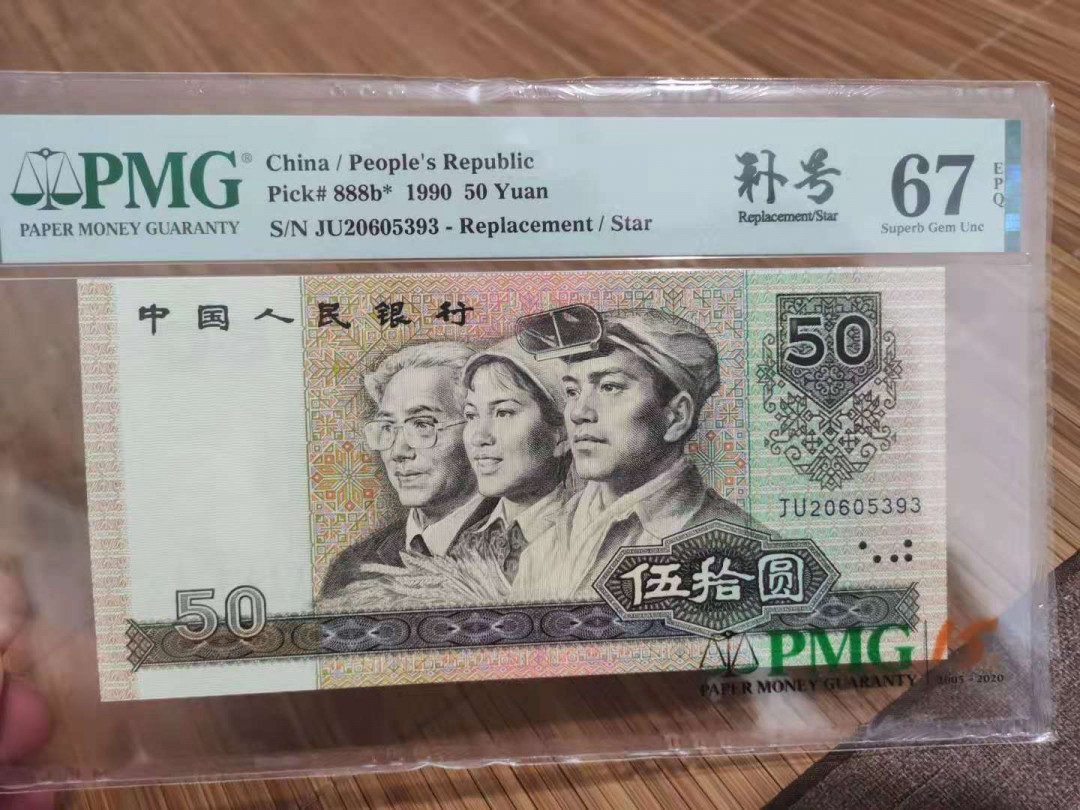 PMG®
PAPER MONEY GUARANTY
China / People's Republic
Pick# 888b* 1990 50 Yuan
S/N JU20605393 - Replacement / Star
补号
Replacement/Star
67
EPQ
Superb Gem Unc
中国人民银行
50
JU20605393
伍拾圆
50
PMG
PAPER MONEY GUARANTY
15
2005 - 2020